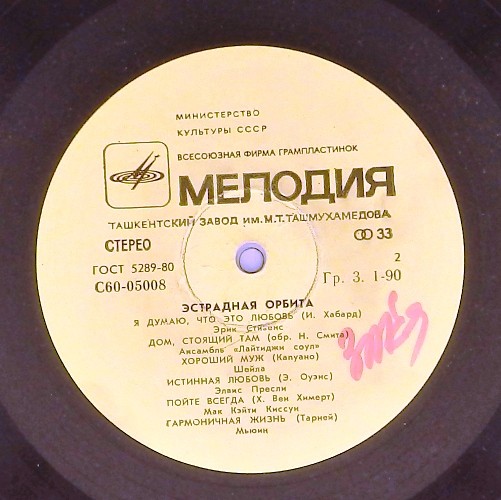 МИНИСТЕРСТВО
КУЛЬТУРЫ СССР
ВСЕСОЮЗНАЯ ФИРМА ГРАМПЛАСТИНОК
МЕЛОДИЯ
ТАШКЕНТСКИЙ ЗАВОД ИМ. М.Т. ТАШМУХАМЕДОВА
СТЕРЕО
33
ГОСТ 5289-80
2
С60-05008
Гр. 3. 1-90
ЭСТРАДНАЯ ОРБИТА
Я ДУМАЮ, ЧТО ЭТО ЛЮБОВЬ (И. Хабард)
Эрик Стивенс
ДОМ, СТОЯЩИЙ ТАМ (обр. Н. Смита)
Ансамбль «Лайтиджи соул»
ХОРОШИЙ МУЖ (Капуано)
Шейла
ИСТИННАЯ ЛЮБОВЬ (Э. Оуэнс)
Элвис Пресли
ПОЙТЕ ВСЕГДА (Х. Вен Химерт)
Мак Кэйти Киссун
ГАРМОНИЧНАЯ ЖИЗНЬ (Тарней)
Мьюин